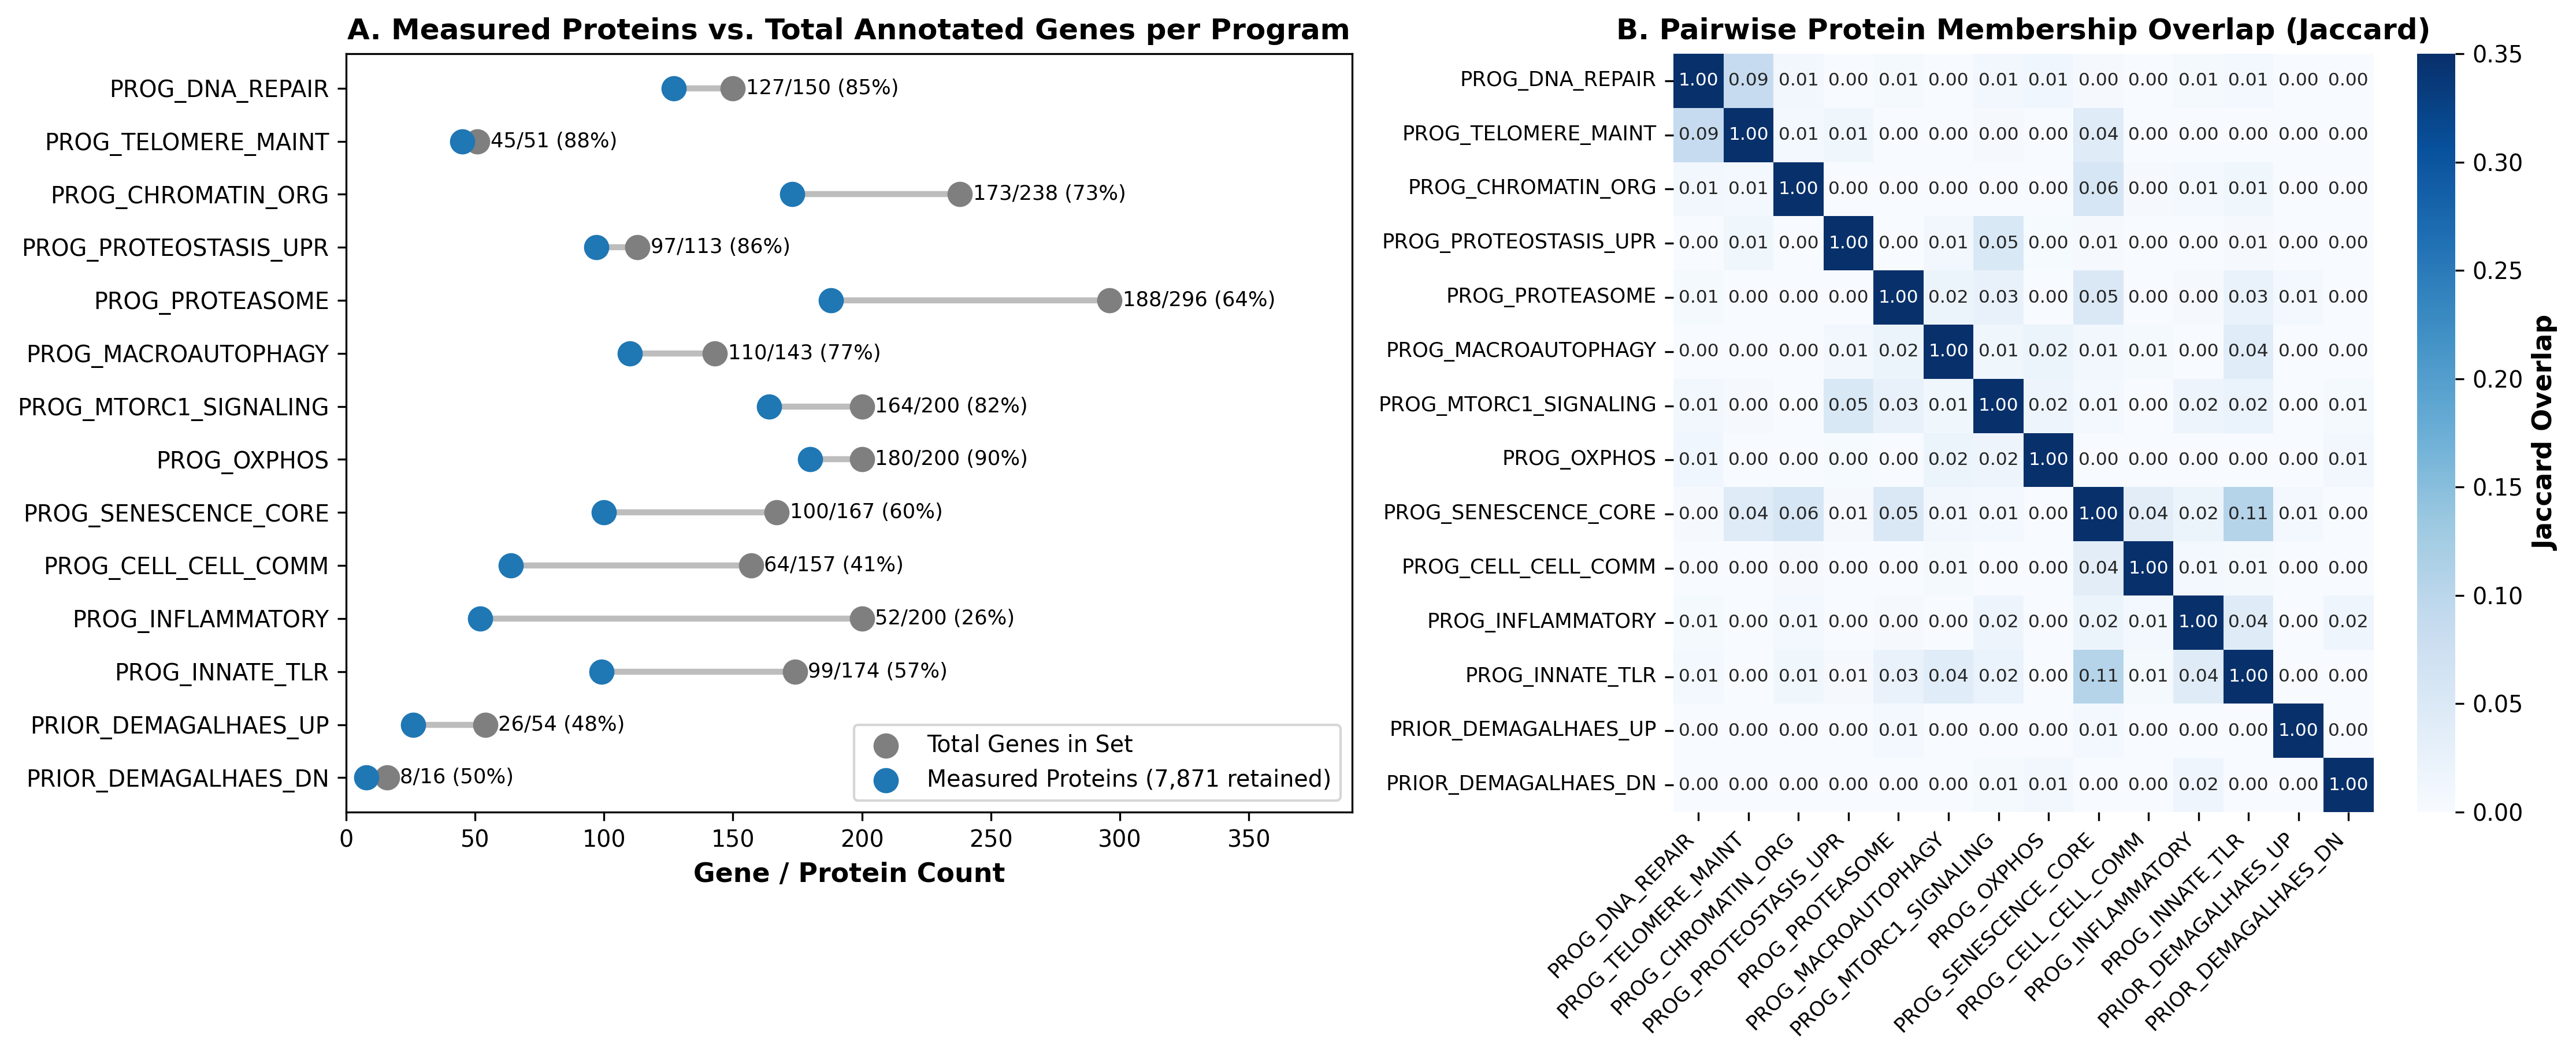 A. Measured Proteins vs. Total Annotated Genes per Program
PROG_DNA_REPAIR
127/150 (85%)
PROG_TELOMERE_MAINT
45/51 (88%)
PROG_CHROMATIN_ORG
173/238 (73%)
PROG_PROTEOSTASIS_UPR
97/113 (86%)
PROG_PROTEASOME
188/296 (64%)
PROG_MACROAUTOPHAGY
110/143 (77%)
PROG_MTORC1_SIGNALING
164/200 (82%)
PROG_OXPHOS
180/200 (90%)
PROG_SENESCENCE_CORE
100/167 (60%)
PROG_CELL_CELL_COMM
64/157 (41%)
PROG_INFLAMMATORY
52/200 (26%)
PROG_INNATE_TLR
99/174 (57%)
PRIOR_DEMAGALHAES_UP
26/54 (48%)
PRIOR_DEMAGALHAES_DN
8/16 (50%)
Total Genes in Set
Measured Proteins (7,871 retained)
0 50 100 150 200 250 300 350
Gene / Protein Count
B. Pairwise Protein Membership Overlap (Jaccard)
PROG_DNA_REPAIR 1.00 0.09 0.01 0.00 0.01 0.00 0.01 0.01 0.00 0.00 0.01 0.01 0.00 0.00
PROG_TELOMERE_MAINT 0.09 1.00 0.01 0.01 0.00 0.00 0.00 0.00 0.04 0.00 0.00 0.00 0.00 0.00
PROG_CHROMATIN_ORG 0.01 0.01 1.00 0.00 0.00 0.00 0.00 0.00 0.06 0.00 0.01 0.01 0.00 0.00
PROG_PROTEOSTASIS_UPR 0.00 0.01 0.00 1.00 0.00 0.01 0.05 0.00 0.01 0.00 0.00 0.01 0.00 0.00
PROG_PROTEASOME 0.01 0.00 0.00 0.00 1.00 0.02 0.03 0.00 0.05 0.00 0.00 0.03 0.01 0.00
PROG_MACROAUTOPHAGY 0.00 0.00 0.00 0.01 0.02 1.00 0.01 0.02 0.01 0.01 0.00 0.04 0.00 0.00
PROG_MTORC1_SIGNALING 0.01 0.00 0.00 0.05 0.03 0.01 1.00 0.02 0.01 0.00 0.02 0.02 0.00 0.01
PROG_OXPHOS 0.01 0.00 0.00 0.00 0.00 0.02 0.02 1.00 0.00 0.00 0.00 0.00 0.00 0.01
PROG_SENESCENCE_CORE 0.00 0.04 0.06 0.01 0.05 0.01 0.01 0.00 1.00 0.04 0.02 0.11 0.01 0.00
PROG_CELL_CELL_COMM 0.00 0.00 0.00 0.00 0.00 0.01 0.00 0.00 0.04 1.00 0.01 0.01 0.00 0.00
PROG_INFLAMMATORY 0.01 0.00 0.01 0.00 0.00 0.00 0.02 0.00 0.02 0.01 1.00 0.04 0.00 0.02
PROG_INNATE_TLR 0.01 0.00 0.01 0.01 0.03 0.04 0.02 0.00 0.11 0.01 0.04 1.00 0.00 0.00
PRIOR_DEMAGALHAES_UP 0.00 0.00 0.00 0.00 0.01 0.00 0.00 0.00 0.01 0.00 0.00 0.00 1.00 0.00
PRIOR_DEMAGALHAES_DN 0.00 0.00 0.00 0.00 0.00 0.00 0.01 0.01 0.00 0.00 0.02 0.00 0.00 1.00
PROG_DNA_REPAIR
PROG_TELOMERE_MAINT
PROG_CHROMATIN_ORG
PROG_PROTEOSTASIS_UPR
PROG_PROTEASOME
PROG_MACROAUTOPHAGY
PROG_MTORC1_SIGNALING
PROG_OXPHOS
PROG_SENESCENCE_CORE
PROG_CELL_CELL_COMM
PROG_INFLAMMATORY
PROG_INNATE_TLR
PRIOR_DEMAGALHAES_UP
PRIOR_DEMAGALHAES_DN
0.35
0.30
0.25
0.20
0.15
0.10
0.05
0.00
Jaccard Overlap